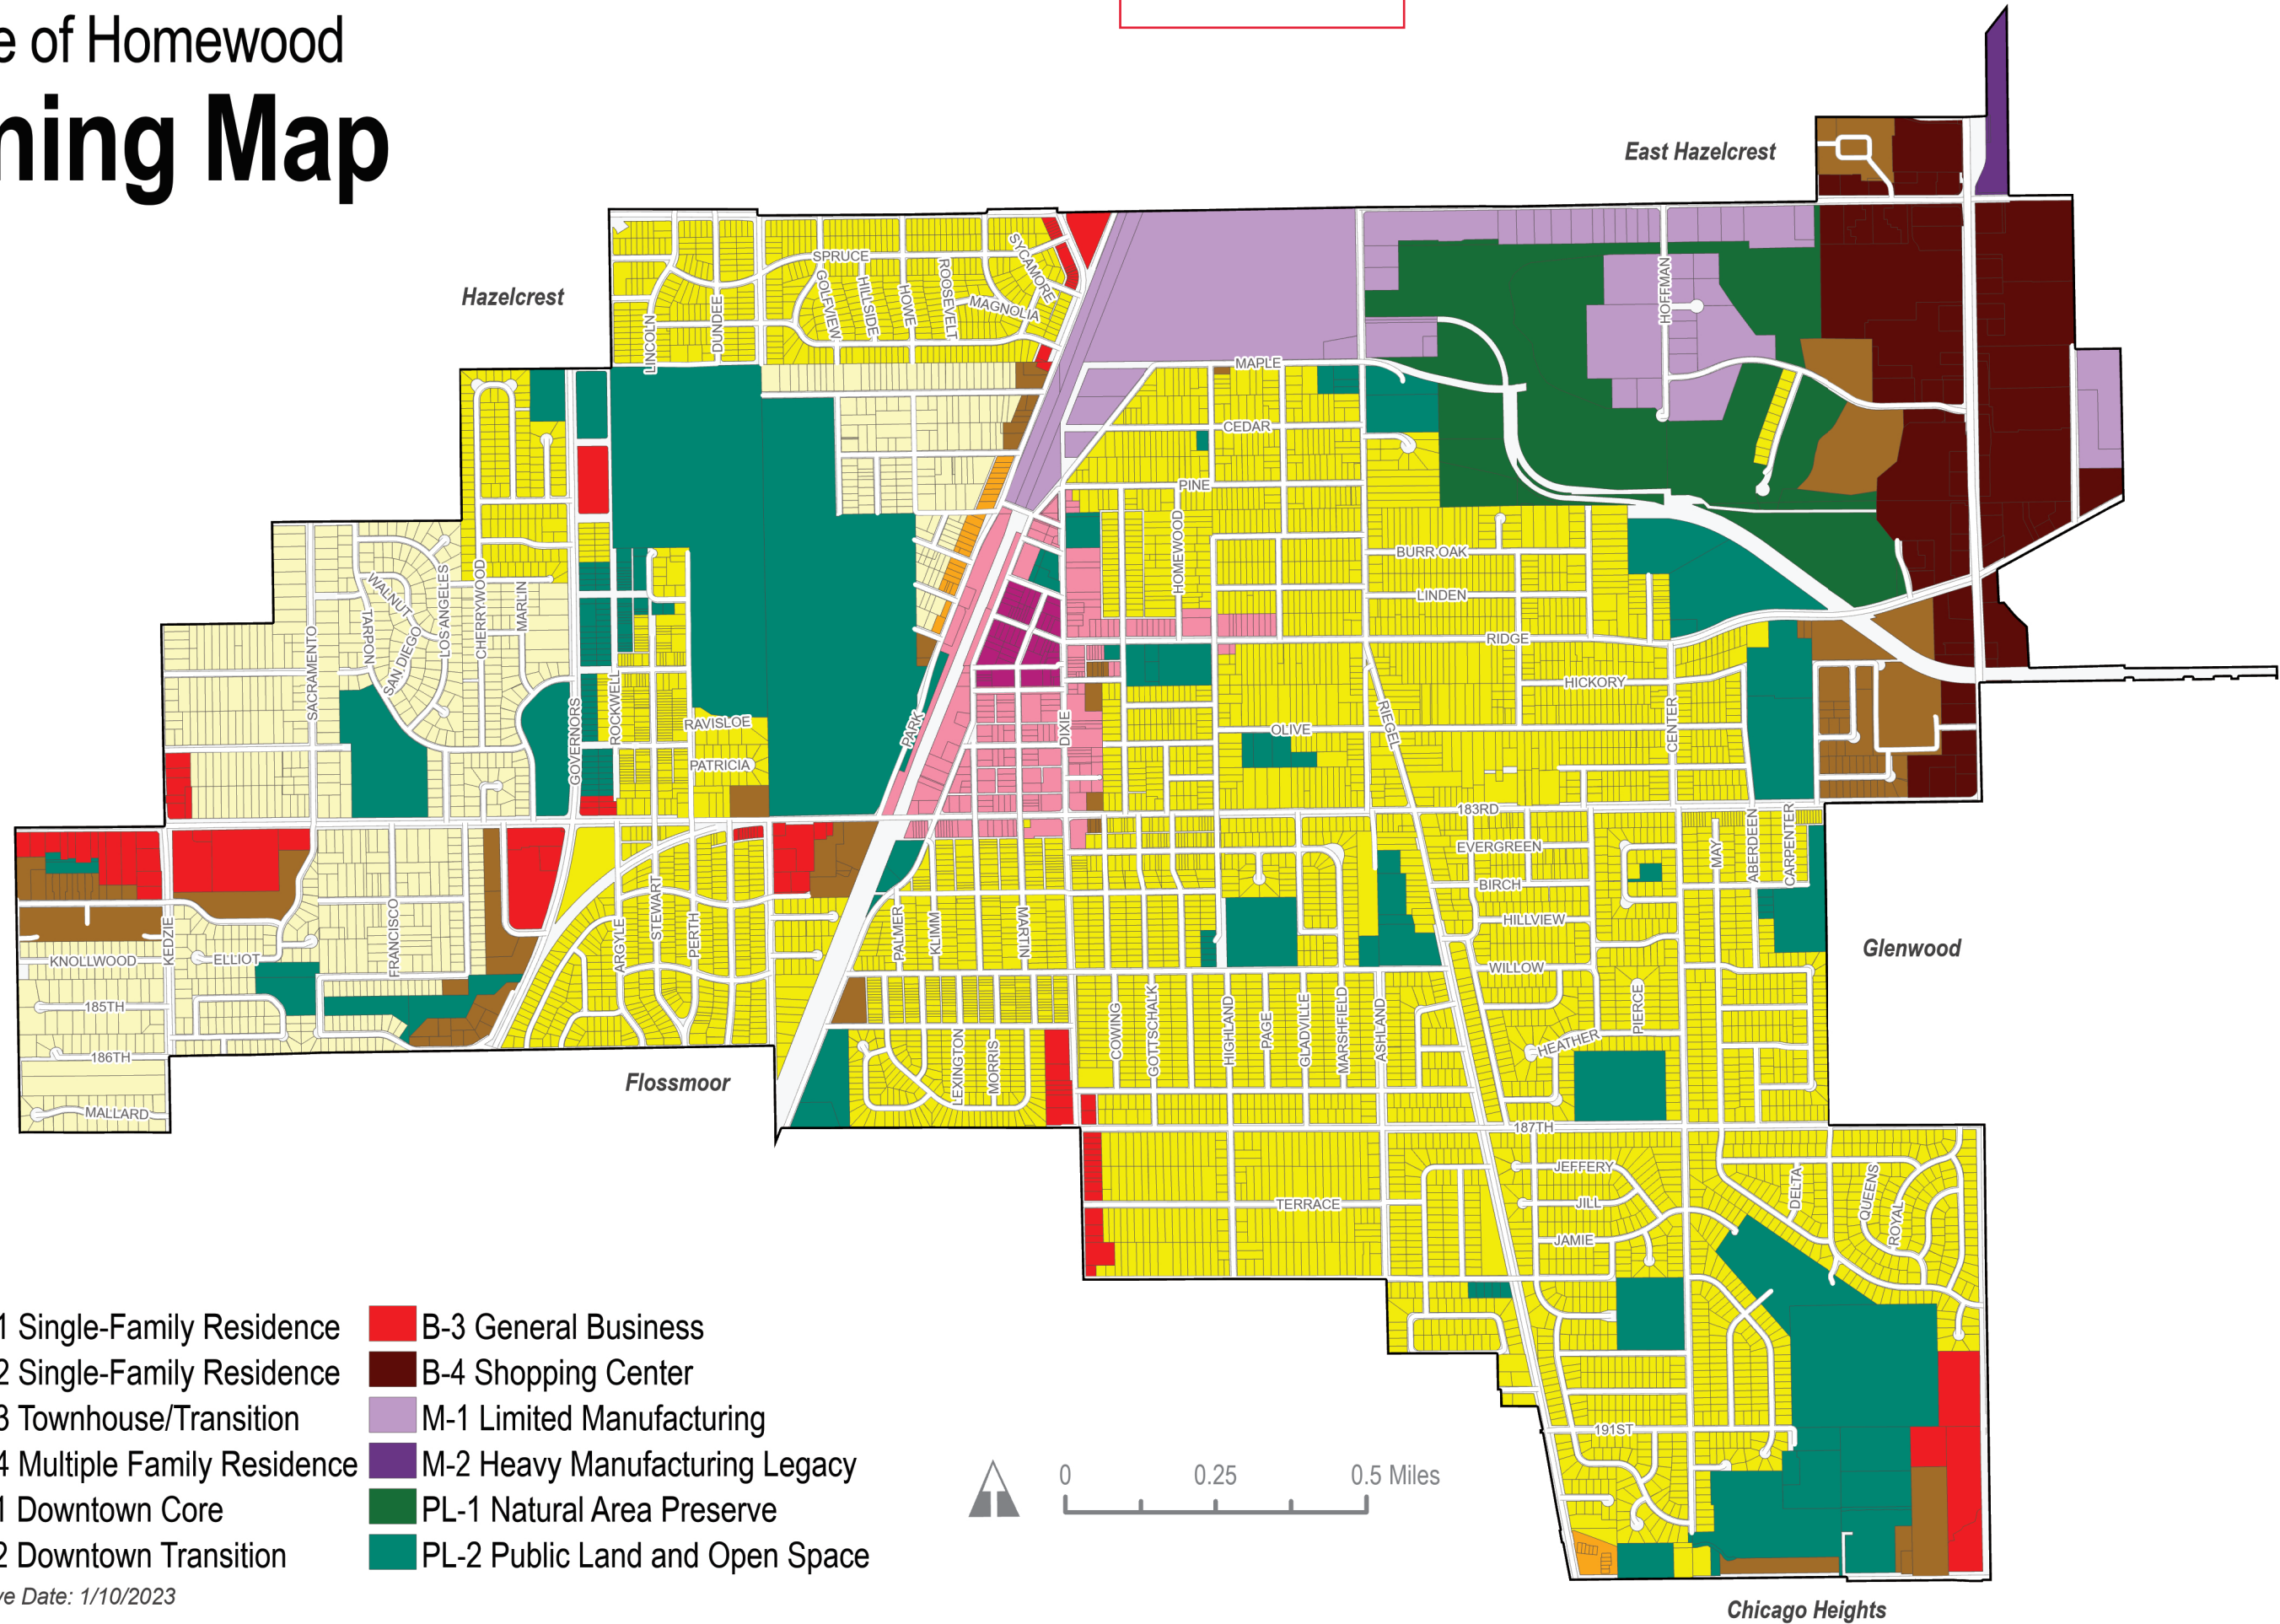 e of Homewood
ning Map
East Hazelcrest
Hazelcrest
SPRUCE
SYCAMORE
GOLFVIEW
HILLSIDE
HOWE
ROOSEVELT
MAGNOLIA
HOFFMAN
LINCOLN
DUNDEE
MAPLE
CEDAR
PINE
HOMEWOOD
BURR OAK
LINDEN
WALNUT
TARPON
SAN DIEGO
LOS ANGELES
CHERRYWOOD
MARLIN
SACRAMENTO
RIDGE
HICKORY
GOVERNORS
ROCKWELL
RAVISLOE
PATRICIA
PARK
DIXIE
OLIVE
RIEGEL
CENTER
183RD
EVERGREEN
MAY
ABERDEEN
CARPENTER
BIRCH
HILLVIEW
KEDZIE
FRANCISCO
ARGYLE
STEWART
PERTH
PALMER
KLIMM
MARTIN
Glenwood
KNOLLWOOD
ELLIOT
WILLOW
185TH
186TH
MALLARD
PIERCE
HEATHER
COWING
GOTTSCHALK
HIGHLAND
PAGE
GLADVILLE
MARSHFIELD
ASHLAND
LEXINGTON
MORRIS
Flossmoor
187TH
JEFFERY
JILL
JAMIE
TERRACE
DELTA
QUEENS
ROYAL
191ST
1 Single-Family Residence
2 Single-Family Residence
3 Townhouse/Transition
4 Multiple Family Residence
1 Downtown Core
2 Downtown Transition
B-3 General Business
B-4 Shopping Center
M-1 Limited Manufacturing
M-2 Heavy Manufacturing Legacy
PL-1 Natural Area Preserve
PL-2 Public Land and Open Space
0 0.25 0.5 Miles
ve Date: 1/10/2023
Chicago Heights